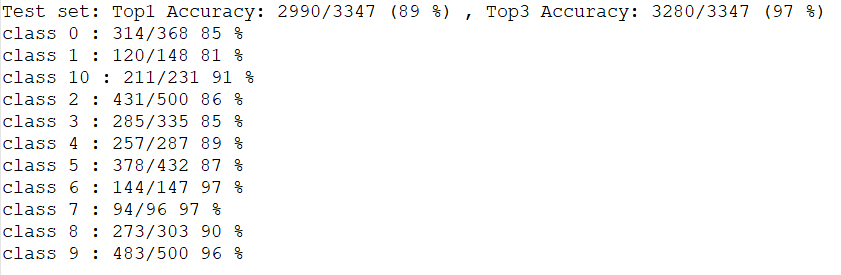 Test set: Top1 Accuracy: 2990/3347 (89 %) , Top3 Accuracy: 3280/3347 (97 %)
class 0 : 314/368 85 %
class 1 : 120/148 81 %
class 10 : 211/231 91 %
class 2 : 431/500 86 %
class 3 : 285/335 85 %
class 4 : 257/287 89 %
class 5 : 378/432 87 %
class 6 : 144/147 97 %
class 7 : 94/96 97 %
class 8 : 273/303 90 %
class 9 : 483/500 96 %